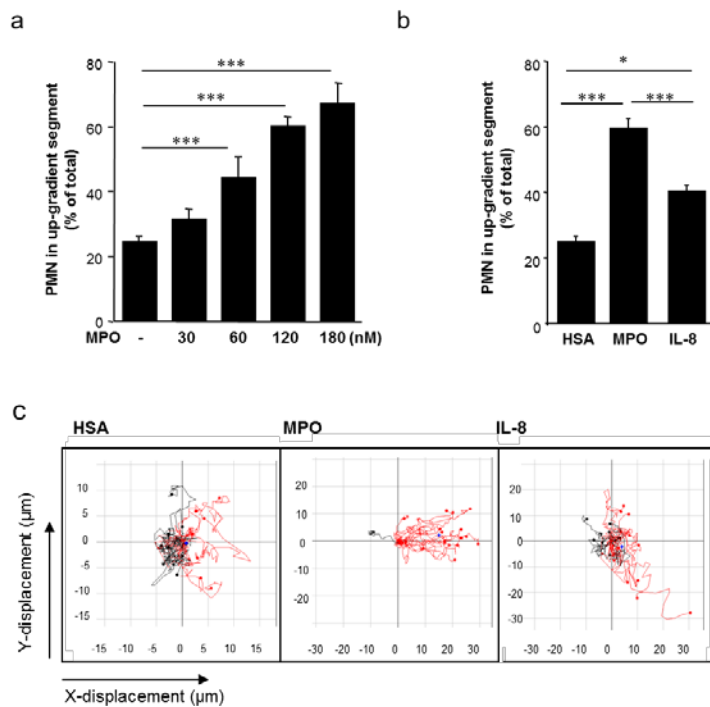 a
PMN in up-gradient segment
(% of total)
80
60
40
20
0
***
***
***
MPO - 30 60 120 180 (nM)
b
PMN in up-gradient segment
(% of total)
80
60
40
20
0
*
*** ***
HSA MPO IL-8
c
HSA MPO IL-8
Y-displacement (µm)
10
5
0
-5
-10
-15
-15 -10 -5 0 5 10 15
20
10
0
-10
-20
-30 -20 -10 0 10 20 30
20
10
0
-10
-20
-30
-30 -20 -10 0 10 20 30
X-displacement (µm)